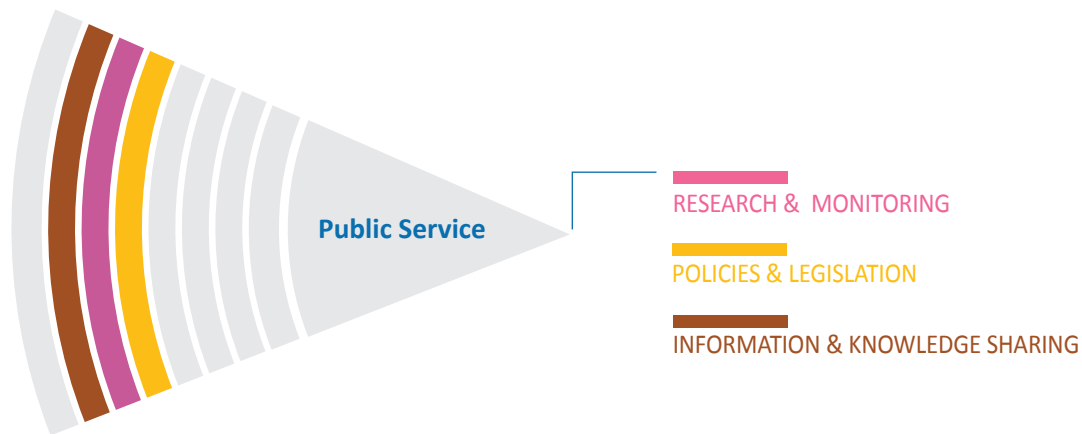 Public Service
RESEARCH & MONITORING
POLICIES & LEGISLATION
INFORMATION & KNOWLEDGE SHARING